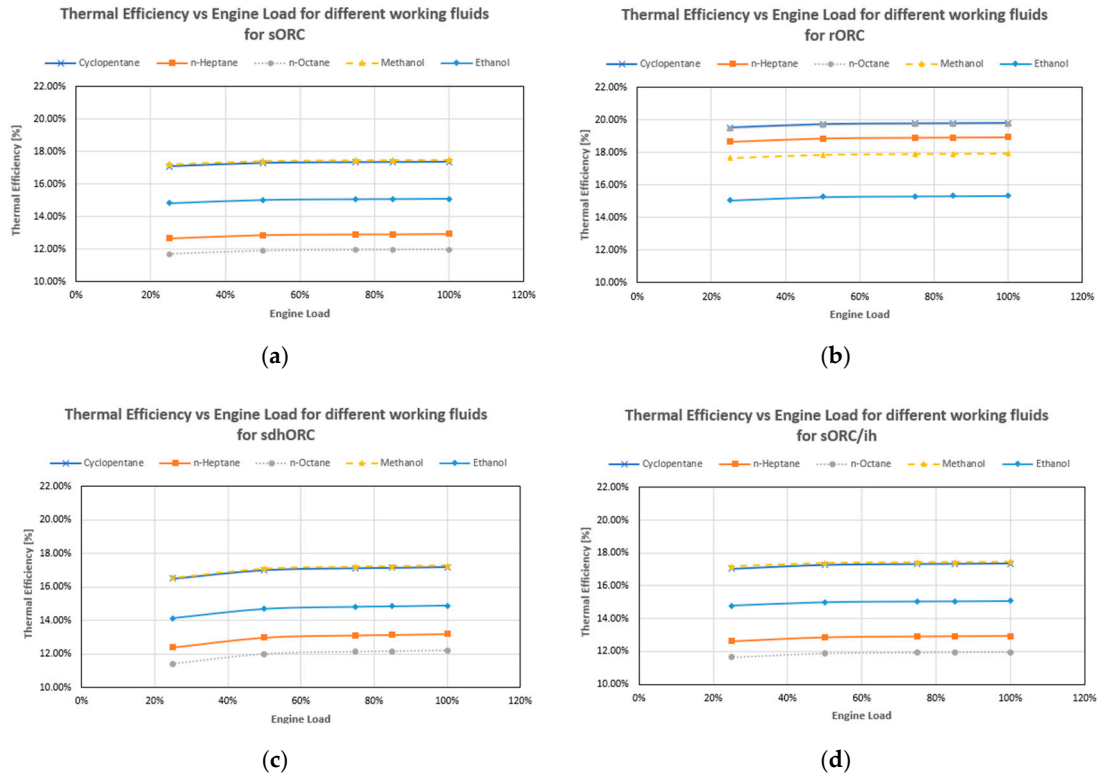 Thermal Efficiency vs Engine Load for different working fluids
for sORC
Cyclopentane n-Heptane n-Octane Methanol Ethanol
22.00%
20.00%
18.00%
16.00%
14.00%
12.00%
10.00%
Thermal Efficiency [%]
0% 20% 40% 60% 80% 100% 120%
Engine Load
(a)
Thermal Efficiency vs Engine Load for different working fluids
for rORC
Cyclopentane n-Heptane n-Octane Methanol Ethanol
22.00%
20.00%
18.00%
16.00%
14.00%
12.00%
10.00%
Thermal Efficiency [%]
0% 20% 40% 60% 80% 100% 120%
Engine Load
(b)
Thermal Efficiency vs Engine Load for different working fluids
for sdhORC
Cyclopentane n-Heptane n-Octane Methanol Ethanol
22.00%
20.00%
18.00%
16.00%
14.00%
12.00%
10.00%
Thermal Efficiency [%]
0% 20% 40% 60% 80% 100% 120%
Engine Load
(c)
Thermal Efficiency vs Engine Load for different working fluids
for sORC/ih
Cyclopentane n-Heptane n-Octane Methanol Ethanol
22.00%
20.00%
18.00%
16.00%
14.00%
12.00%
10.00%
Thermal Efficiency [%]
0% 20% 40% 60% 80% 100% 120%
Engine Load
(d)